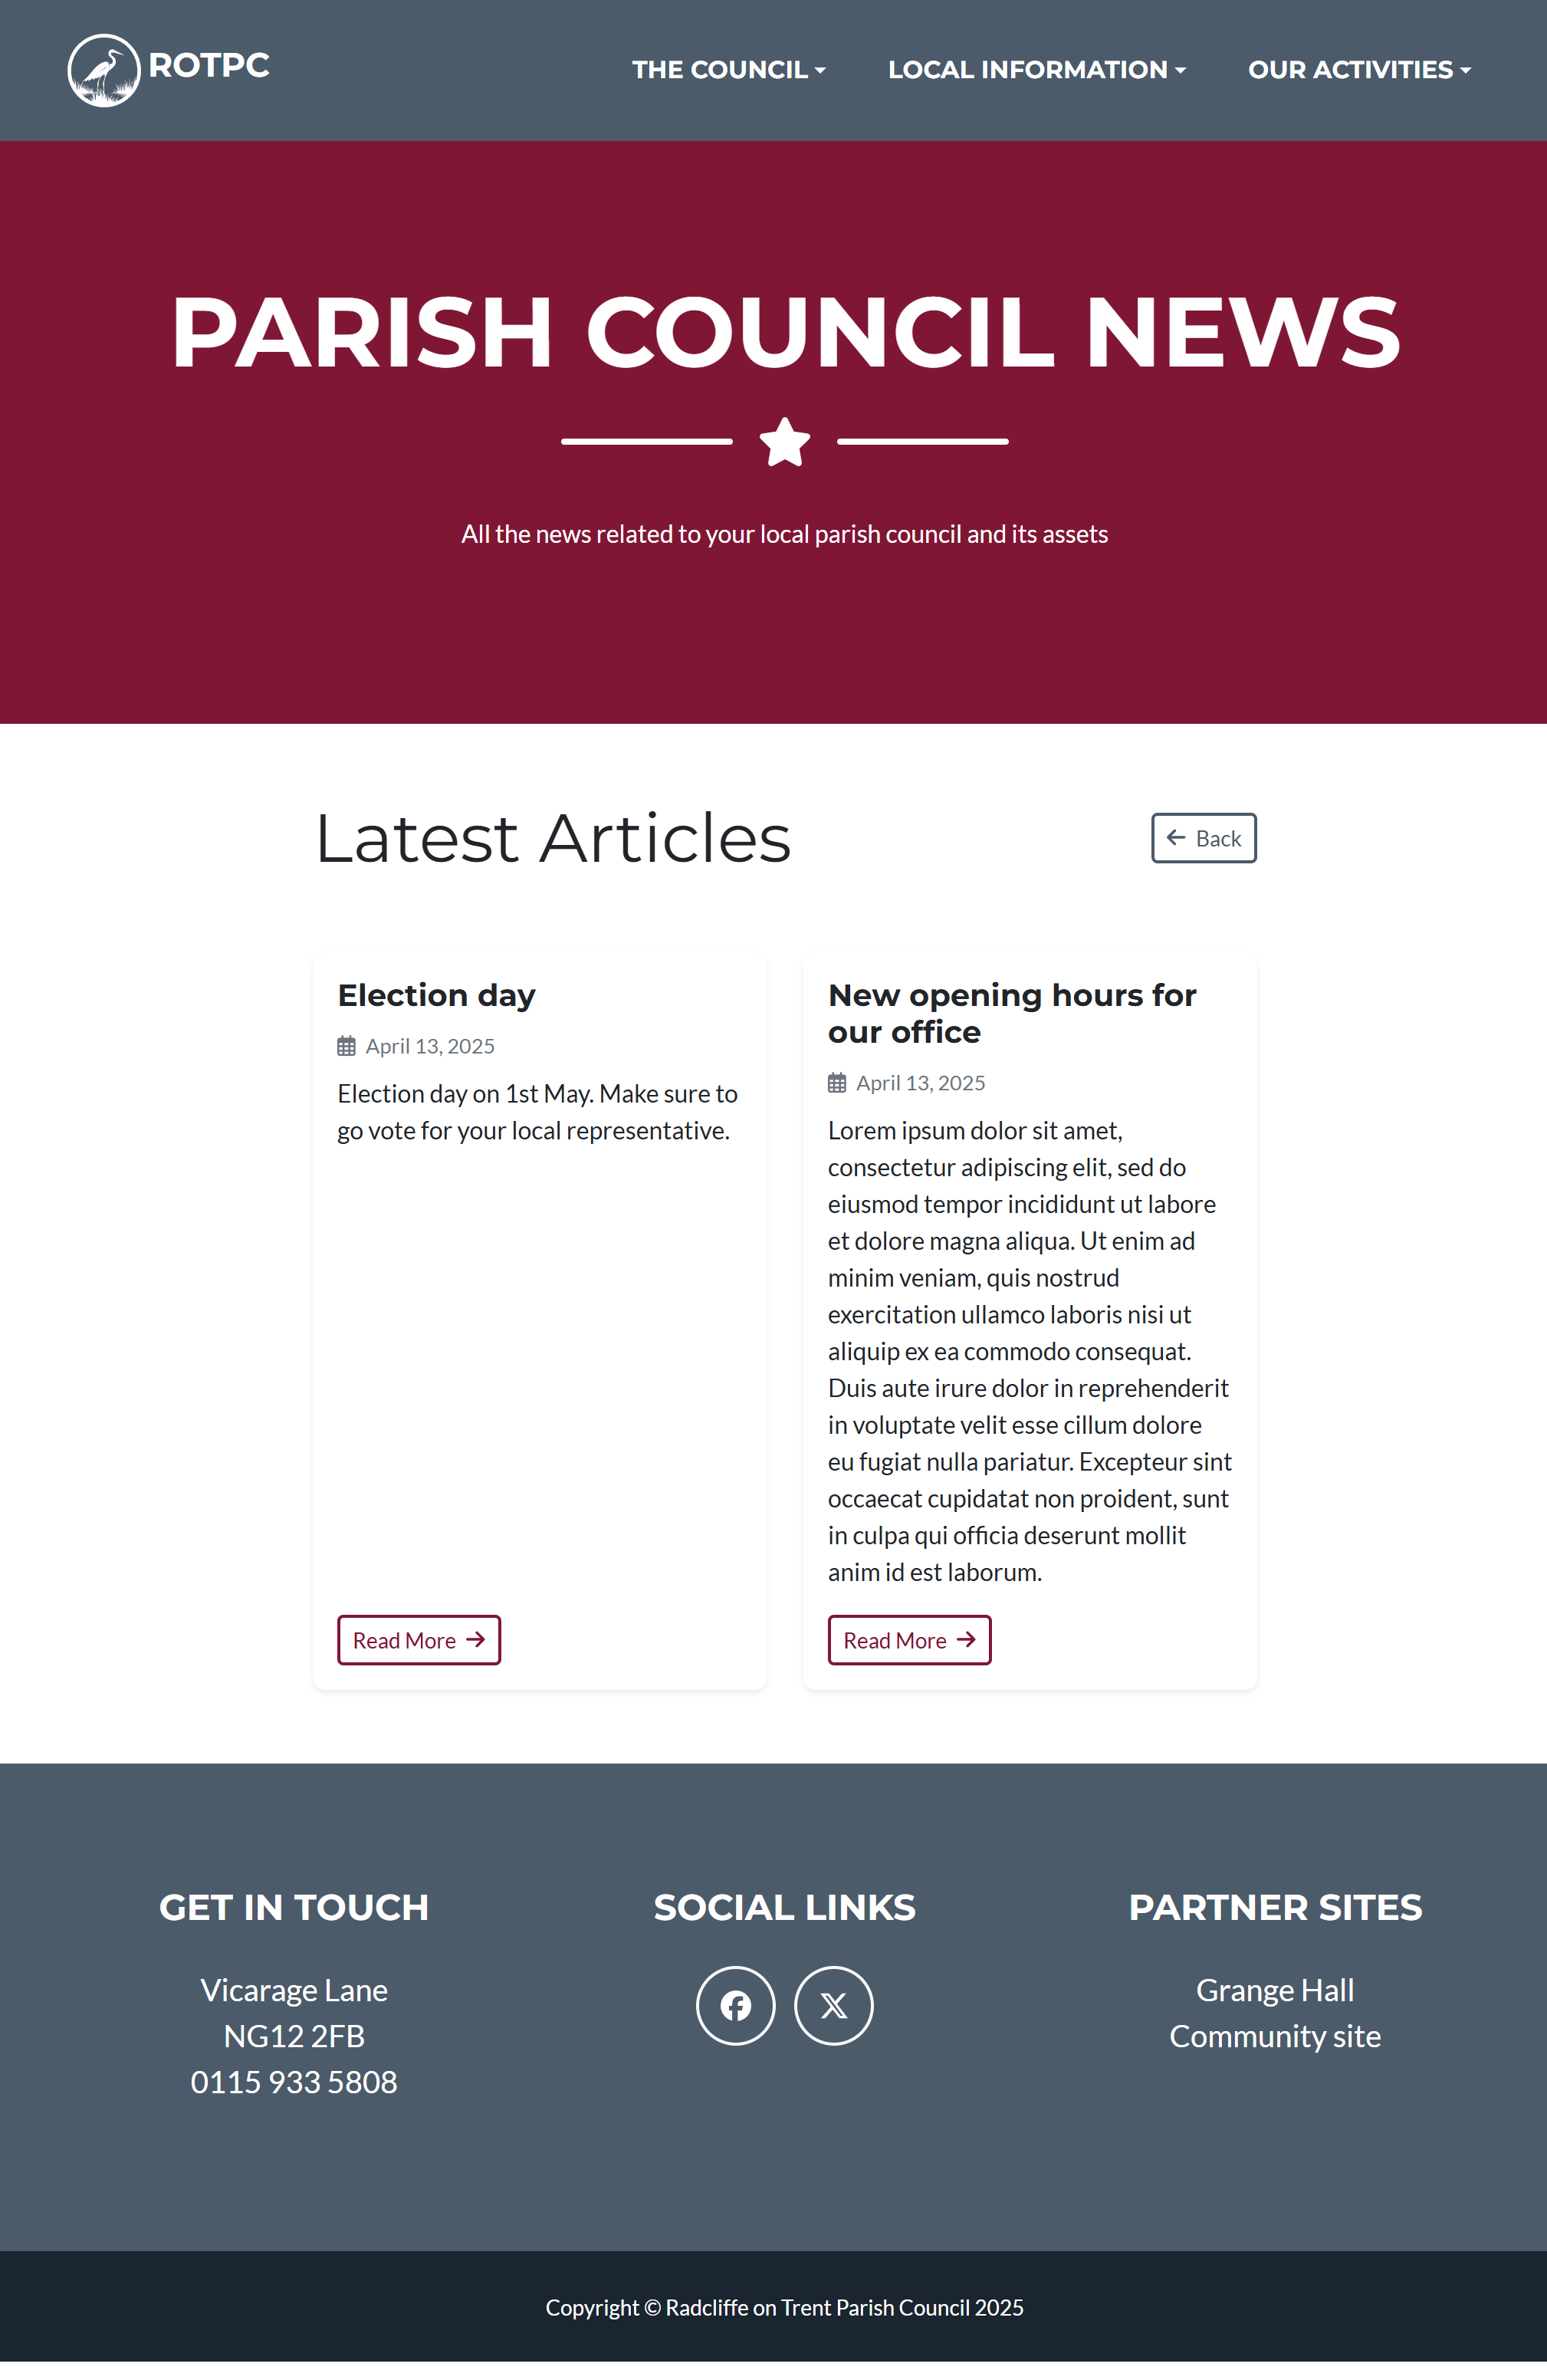 ROTPC
THE COUNCIL
LOCAL INFORMATION
OUR ACTIVITIES
PARISH COUNCIL NEWS
All the news related to your local parish council and its assets
Latest Articles
Back
Election day
April 13, 2025
Election day on 1st May. Make sure to
go vote for your local representative.
Read More
New opening hours for
our office
April 13, 2025
Lorem ipsum dolor sit amet,
consectetur adipiscing elit, sed do
eiusmod tempor incididunt ut labore
et dolore magna aliqua. Ut enim ad
minim veniam, quis nostrud
exercitation ullamco laboris nisi ut
aliquip ex ea commodo consequat.
Duis aute irure dolor in reprehenderit
in voluptate velit esse cillum dolore
eu fugiat nulla pariatur. Excepteur sint
occaecat cupidatat non proident, sunt
in culpa qui officia deserunt mollit
anim id est laborum.
Read More
GET IN TOUCH
Vicarage Lane
NG12 2FB
0115 933 5808
SOCIAL LINKS
PARTNER SITES
Grange Hall
Community site
Copyright © Radcliffe on Trent Parish Council 2025